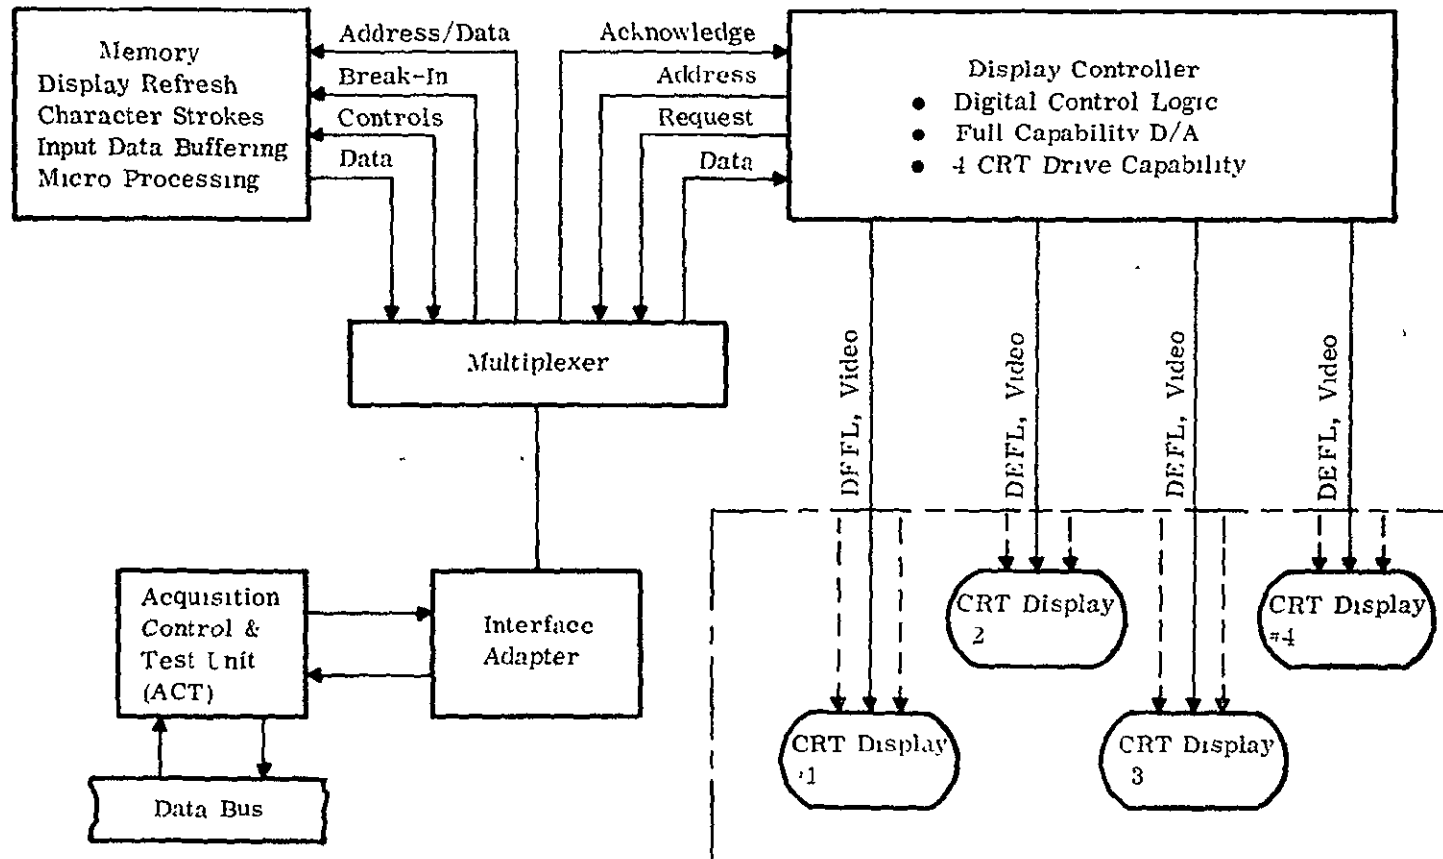 Memory
Display Refresh
Character Strokes
Input Data Buffering
Micro Processing
Address/Data
Break-In
Controls
Data
Acknowledge
Address
Request
Data
Display Controller
• Digital Control Logic
• Full Capability D/A
• 4 CRT Drive Capability
Multiplexer
DEFL, Video
DEFL, Video
DEFL, Video
DEFL, Video
Acquisition
Control &
Test Unit
(ACT)
Interface
Adapter
Data Bus
CRT Display
1
CRT Display
2
CRT Display
3
CRT Display
#4